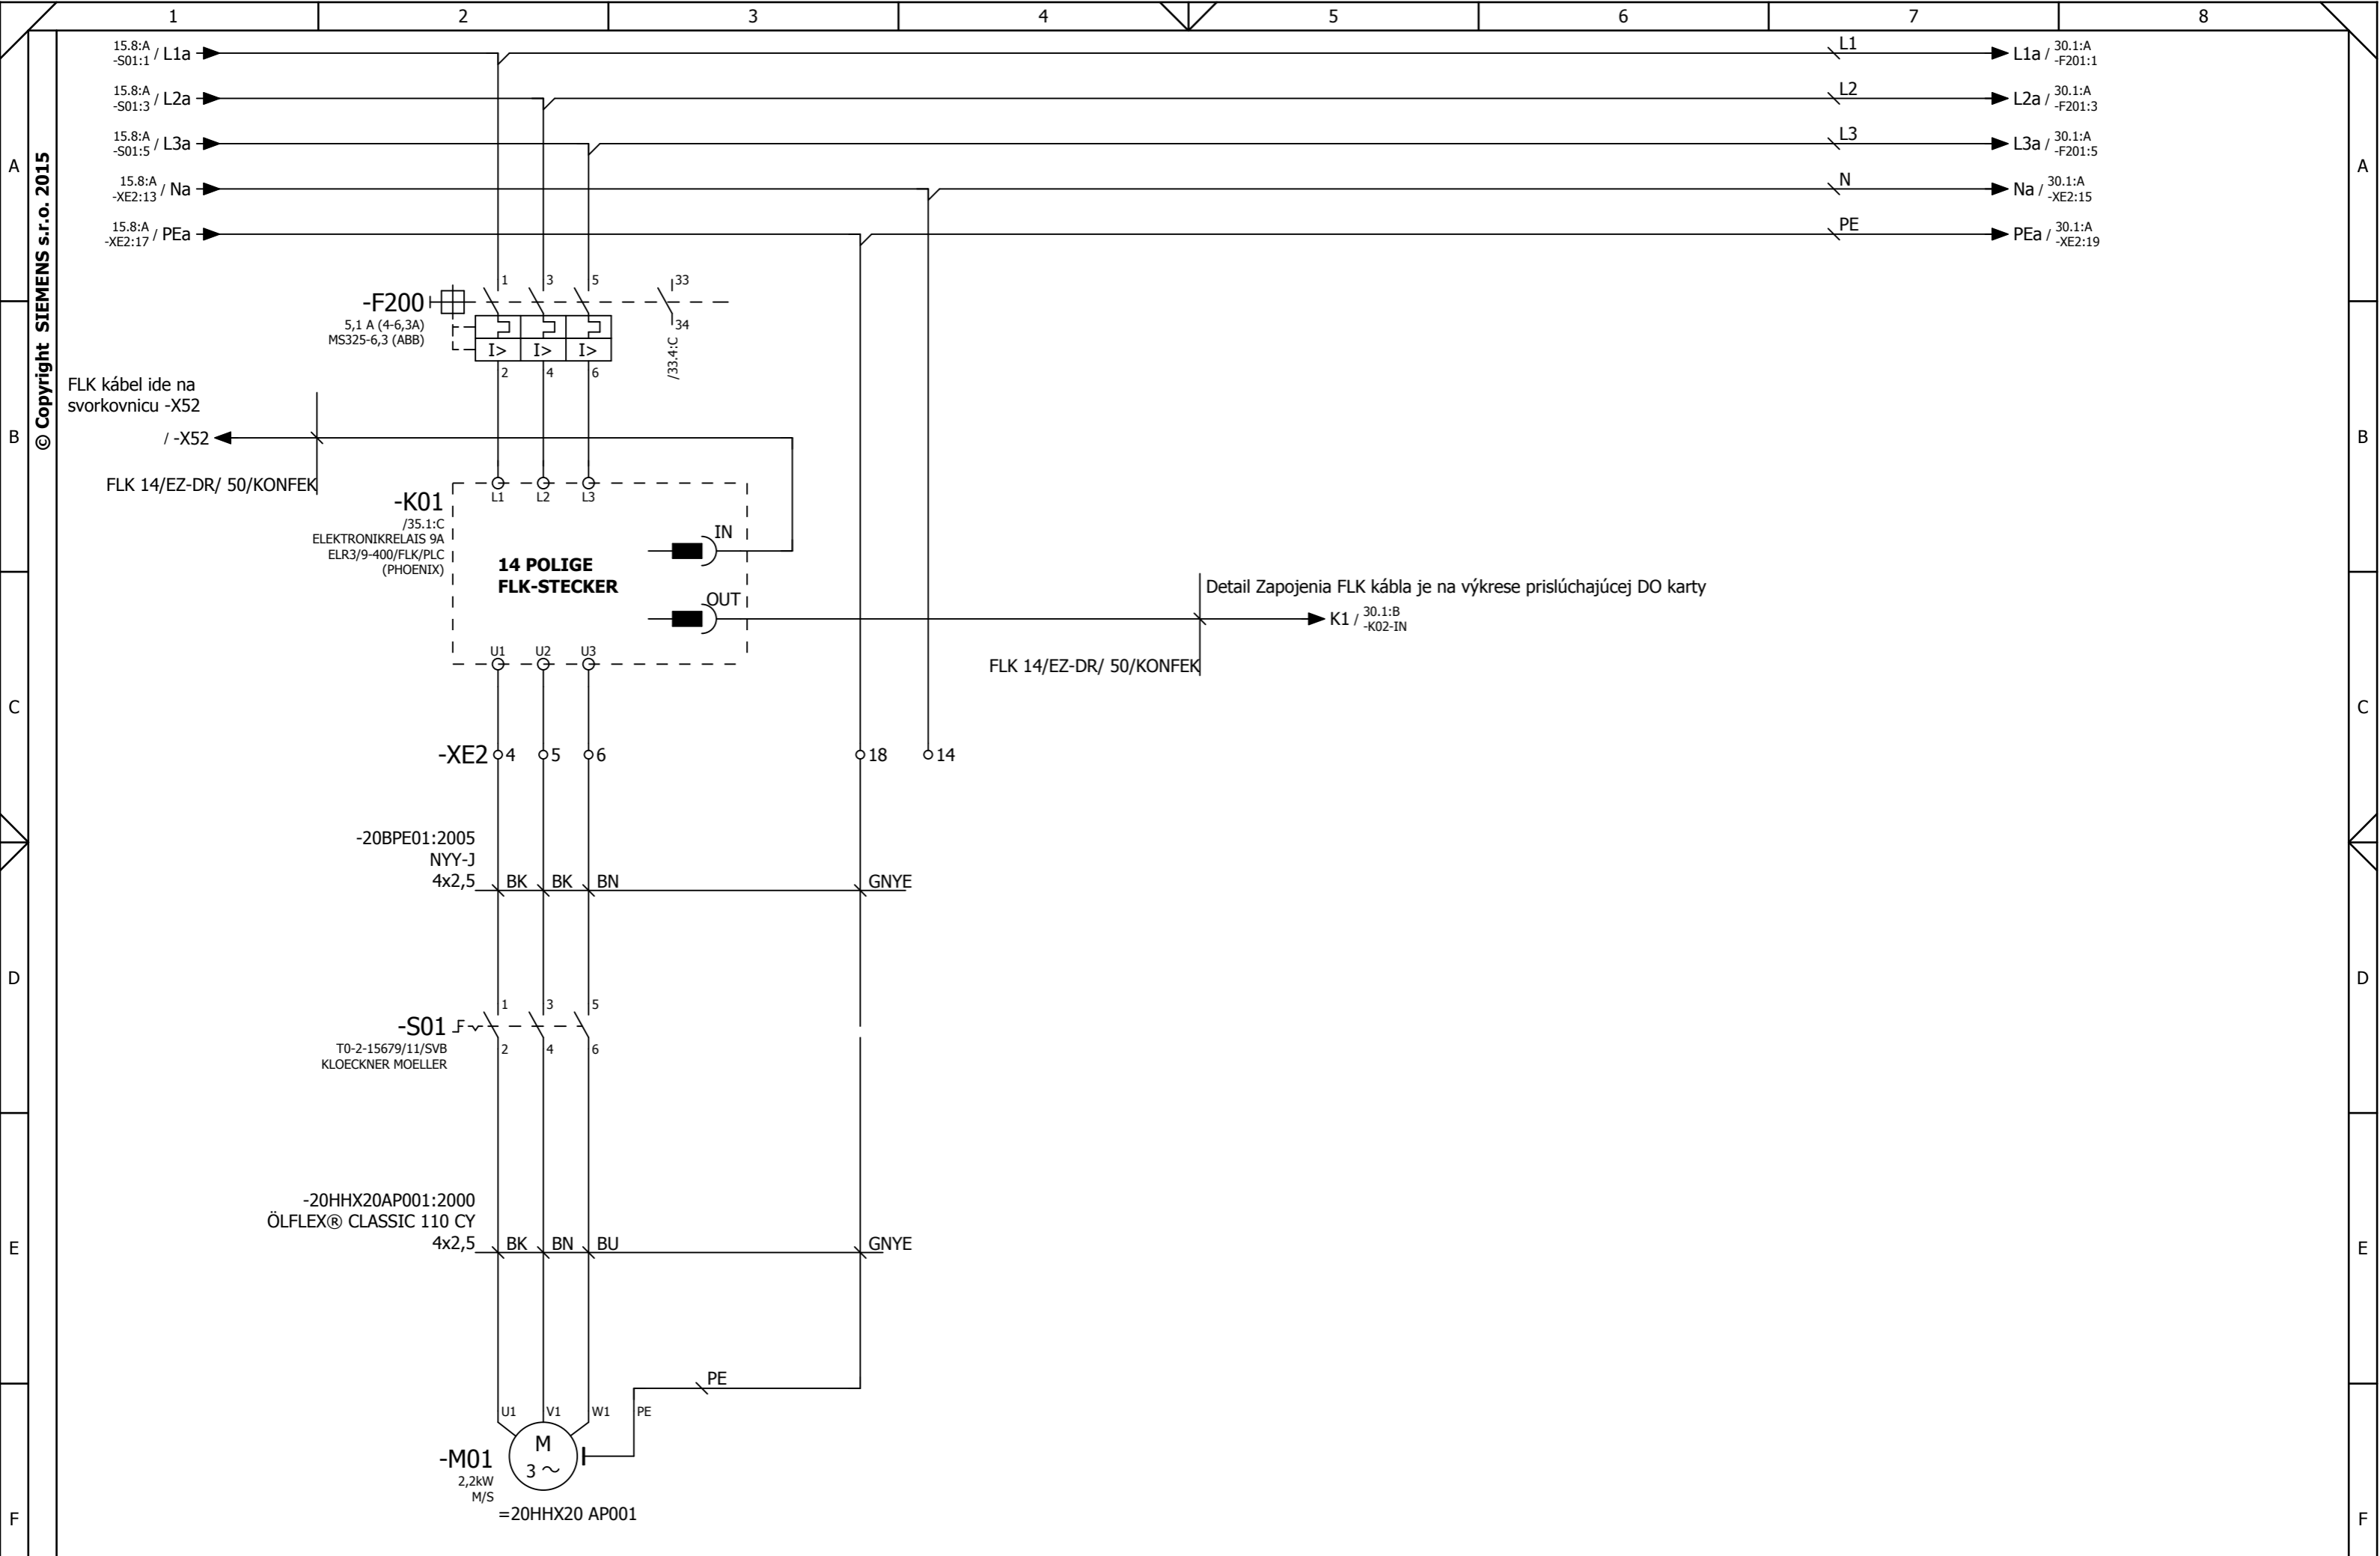 1 2 3 4 5 6 7 8
15.8:A
-S01:1 / L1a
L1
L1a / 30.1:A
-F201:1
15.8:A
-S01:3 / L2a
L2
L2a / 30.1:A
-F201:3
15.8:A
-S01:5 / L3a
L3
L3a / 30.1:A
-F201:5
A
A
15.8:A
-XE2:13 / Na
N
Na / 30.1:A
-XE2:15
15.8:A
-XE2:17 / PEa
PE
PEa / 30.1:A
-XE2:19
© Copyright SIEMENS s.r.o. 2015
-F200
5,1 A (4-6,3A)
MS325-6,3 (ABB)
1 3 5 33
I> I> I>
34
2 4 6
/33.4:C
FLK kábel ide na
svorkovnicu -X52
B
/ -X52
B
FLK 14/EZ-DR/ 50/KONFEK
-K01
/35.1:C
ELEKTRONIKRELAIS 9A
ELR3/9-400/FLK/PLC
(PHOENIX)
L1 L2 L3
IN
14 POLIGE
FLK-STECKER
OUT
Detail Zapojenia FLK kábla je na výkrese prislúchajúcej DO karty
K1 / 30.1:B
-K02-IN
U1 U2 U3
FLK 14/EZ-DR/ 50/KONFEK
C
C
-XE2 4 5 6 18 14
-20BPE01:2005
NYY-J
4x2,5 BK BK BN GNYE
D
D
-S01
T0-2-15679/11/SVB
KLOECKNER MOELLER
1 3 5
2 4 6
-20HHX20AP001:2000
ÖLFLEX® CLASSIC 110 CY
4x2,5 BK BN BU GNYE
E
E
PE
U1 V1 W1 PE
-M01
2,2kW
M/S
M
3 ~
=20HHX20 AP001
F
F